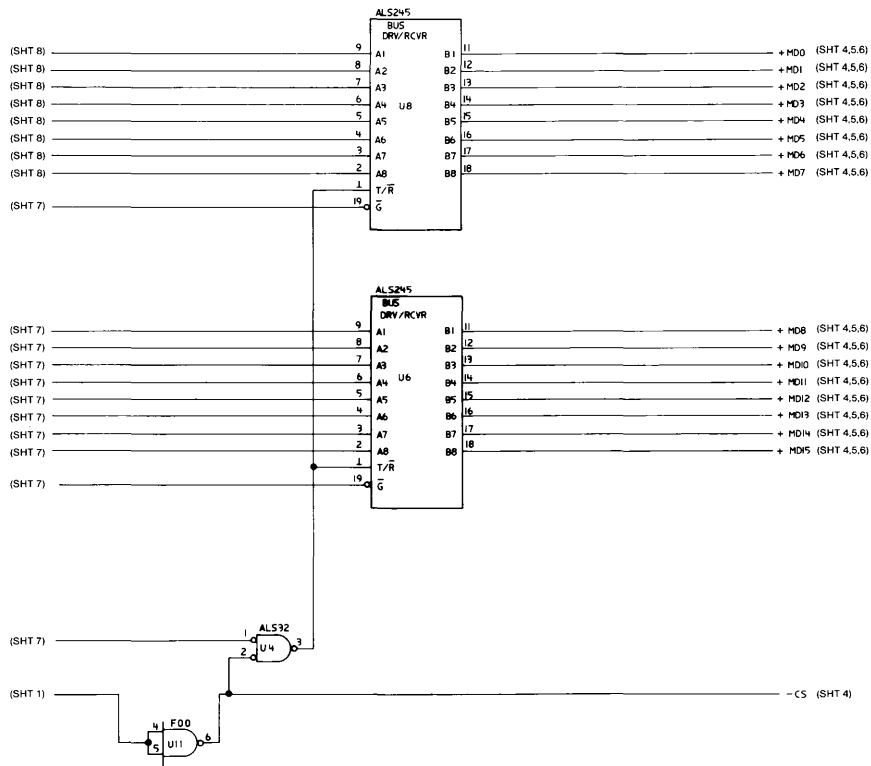 ALS245
BUS
DRV/RCVR
(SHT 8) 9 A1 B1 11 + MD0 (SHT 4,5,6)
(SHT 8) 8 A2 B2 12 + MD1 (SHT 4,5,6)
(SHT 8) 7 A3 B3 13 + MD2 (SHT 4,5,6)
(SHT 8) 6 A4 U8 B4 14 + MD3 (SHT 4,5,6)
(SHT 8) 5 A5 B5 15 + MD4 (SHT 4,5,6)
(SHT 8) 4 A6 B6 16 + MD5 (SHT 4,5,6)
(SHT 8) 3 A7 B7 17 + MD6 (SHT 4,5,6)
(SHT 8) 2 A8 B8 18 + MD7 (SHT 4,5,6)
1 T/R̅
(SHT 7) 19 G̅
ALS245
BUS
DRV/RCVR
(SHT 7) 9 A1 B1 11 + MD8 (SHT 4,5,6)
(SHT 7) 8 A2 B2 12 + MD9 (SHT 4,5,6)
(SHT 7) 7 A3 B3 13 + MD10 (SHT 4,5,6)
(SHT 7) 6 A4 U6 B4 14 + MD11 (SHT 4,5,6)
(SHT 7) 5 A5 B5 15 + MD12 (SHT 4,5,6)
(SHT 7) 4 A6 B6 16 + MD13 (SHT 4,5,6)
(SHT 7) 3 A7 B7 17 + MD14 (SHT 4,5,6)
(SHT 7) 2 A8 B8 18 + MD15 (SHT 4,5,6)
1 T/R̅
(SHT 7) 19 G̅
ALS32
(SHT 7) 1 U4 3
2
(SHT 1) -CS (SHT 4)
F00
4 U11 6
5